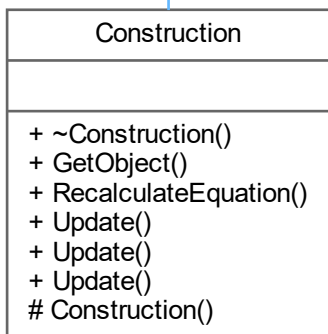 Construction
+ ~Construction()
+ GetObject()
+ RecalculateEquation()
+ Update()
+ Update()
+ Update()
# Construction()